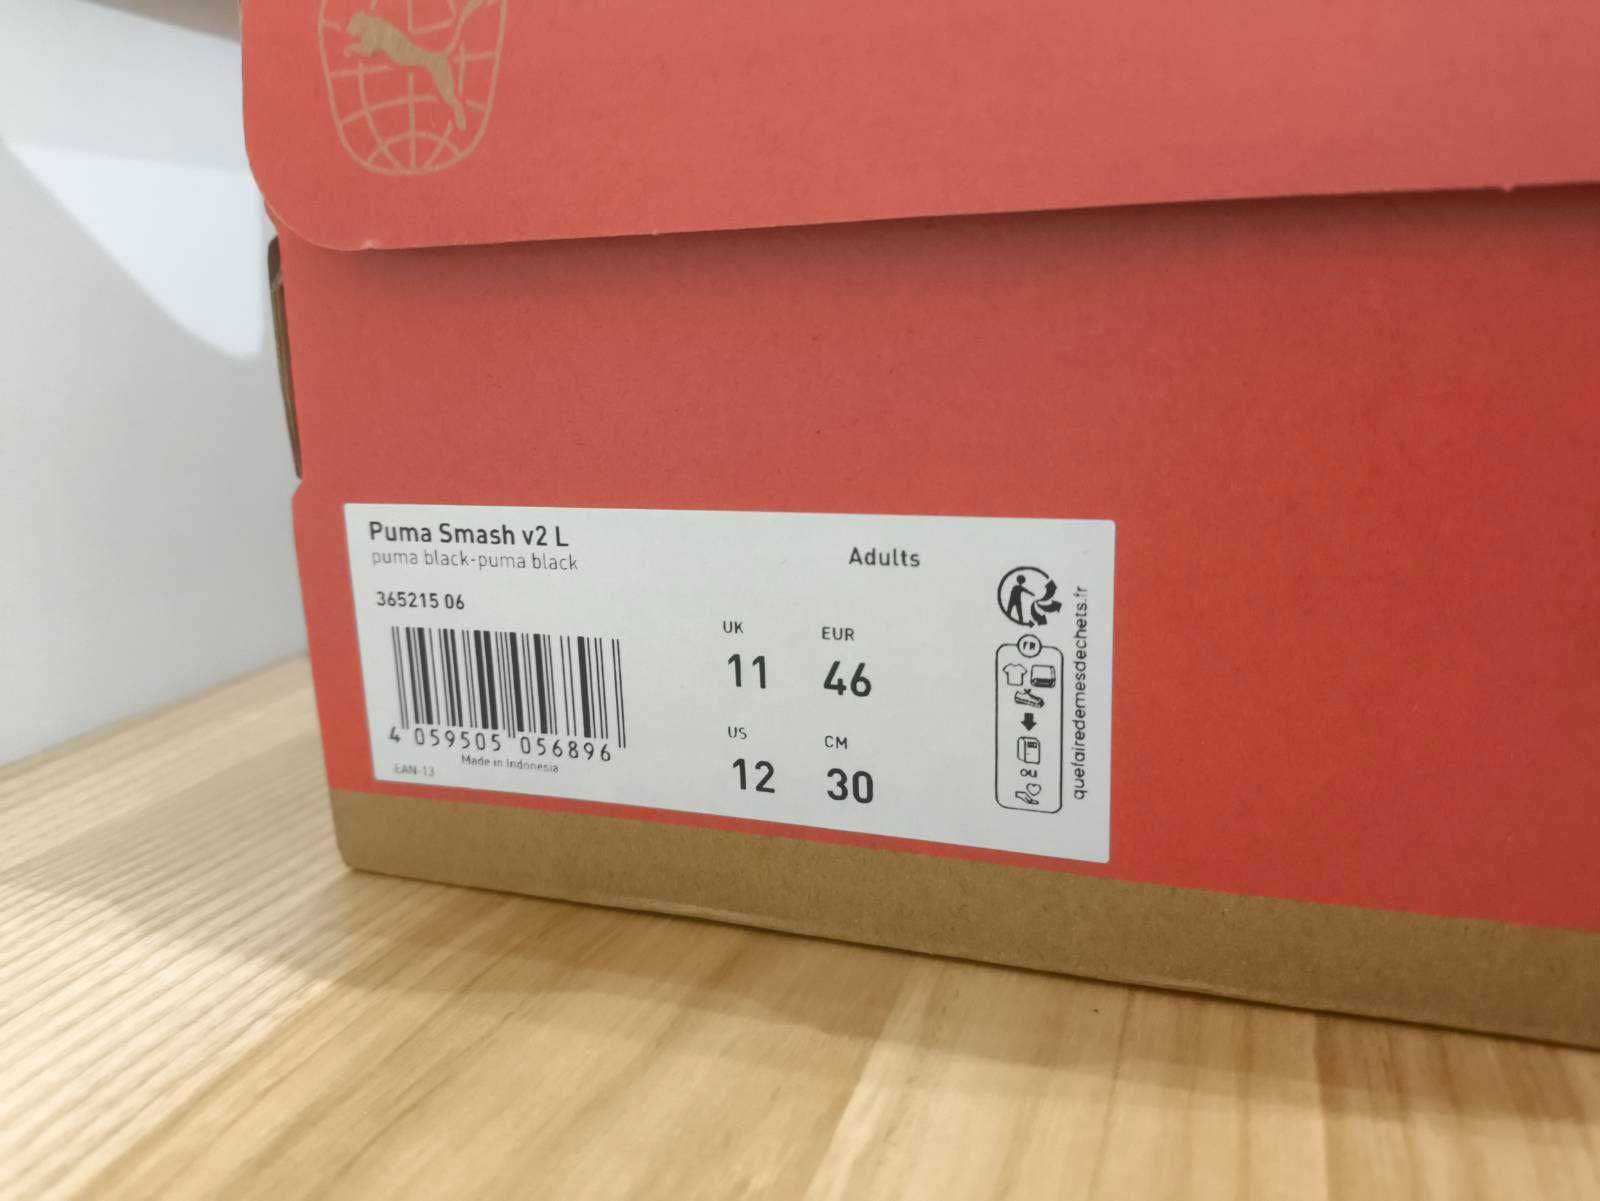 Puma Smash v2 L
puma black-puma black
Adults
365215 06
UK
EUR
11
46
US
CM
12
30
4 059505 056896
EAN-13
Made in Indonesia
FR
quefairedemesdechets.fr